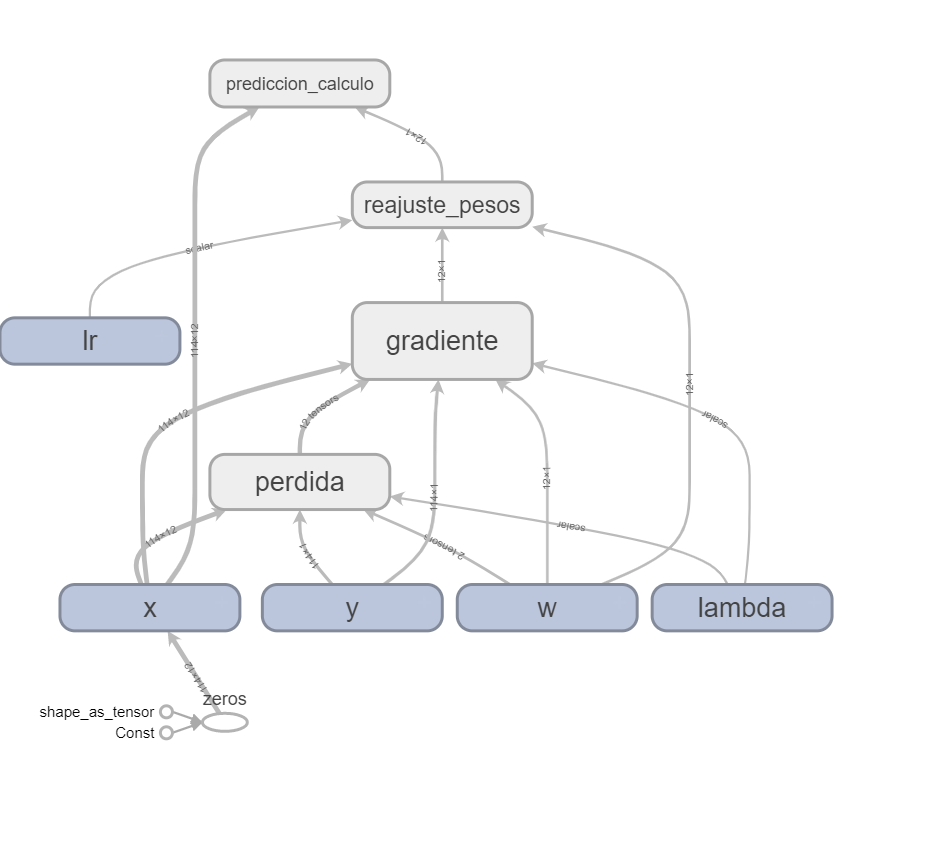 prediccion_calculo
12×1
reajuste_pesos
scalar
12×1
lr
gradiente
114×12
12×1
114×12
12 tensors
scalar
perdida
12×1
114×1
scalar
114×12
114×1
2 tensors
x
y
w
lambda
114×12
zeros
shape_as_tensor
Const